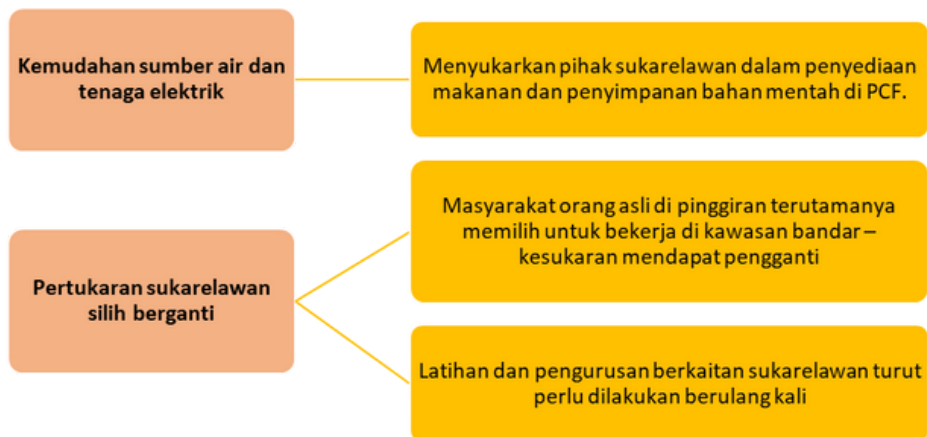 Kemudahan sumber air dan
tenaga elektrik
Menyukarkan pihak sukarelawan dalam penyediaan
makanan dan penyimpanan bahan mentah di PCF.
Pertukaran sukarelawan
silih berganti
Masyarakat orang asli di pinggiran terutamanya
memilih untuk bekerja di kawasan bandar –
kesukaran mendapat pengganti
Latihan dan pengurusan berkaitan sukarelawan turut
perlu dilakukan berulang kali